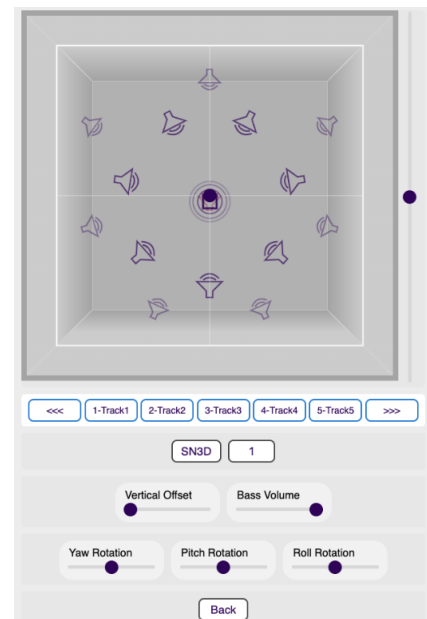 <<< 1-Track1 2-Track2 3-Track3 4-Track4 5-Track5 >>>
SN3D 1
Vertical Offset Bass Volume
Yaw Rotation Pitch Rotation Roll Rotation
Back